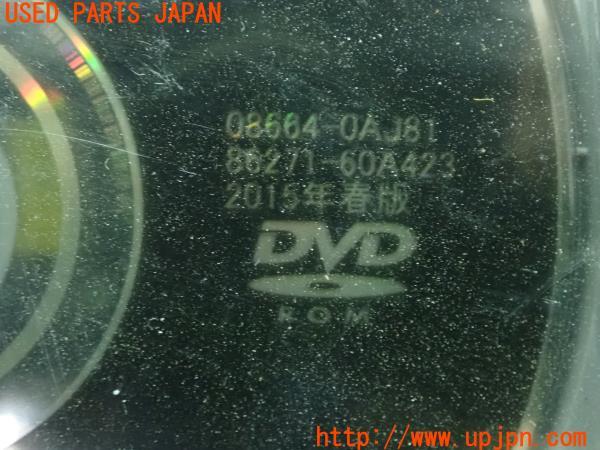 USED PARTS JAPAN
08664-0AJ81
86271-60A423
2015年春版
DVD
ROM
http://www.upjpn.com